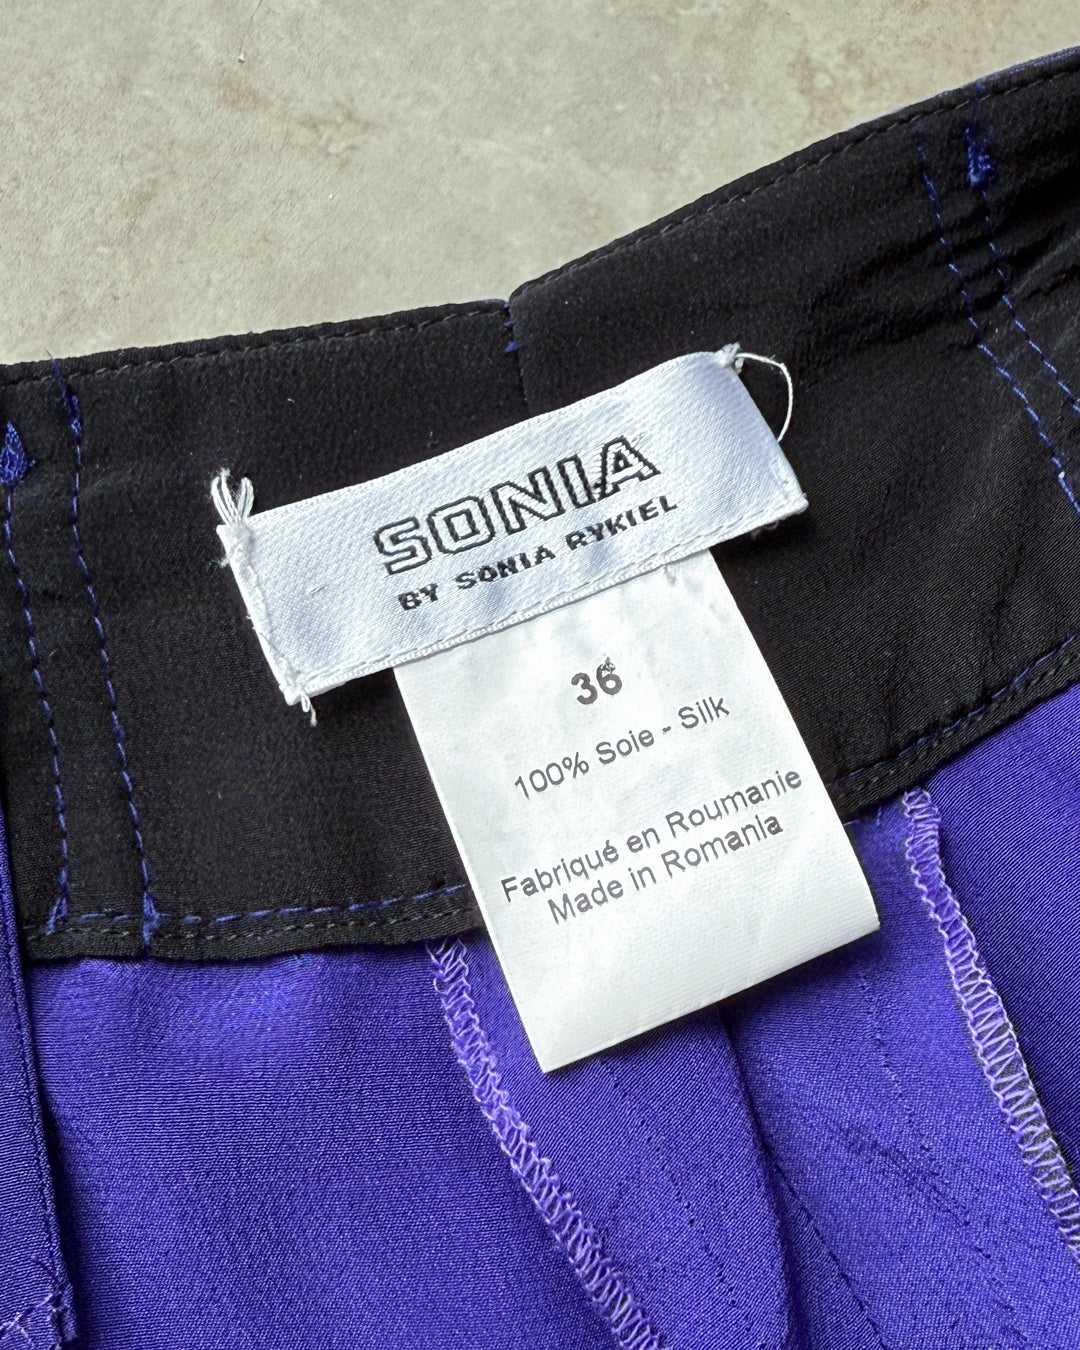 SONIA
BY SONIA RYKIEL
36
100% Soie - Silk
Fabriqué en Roumanie
Made in Romania